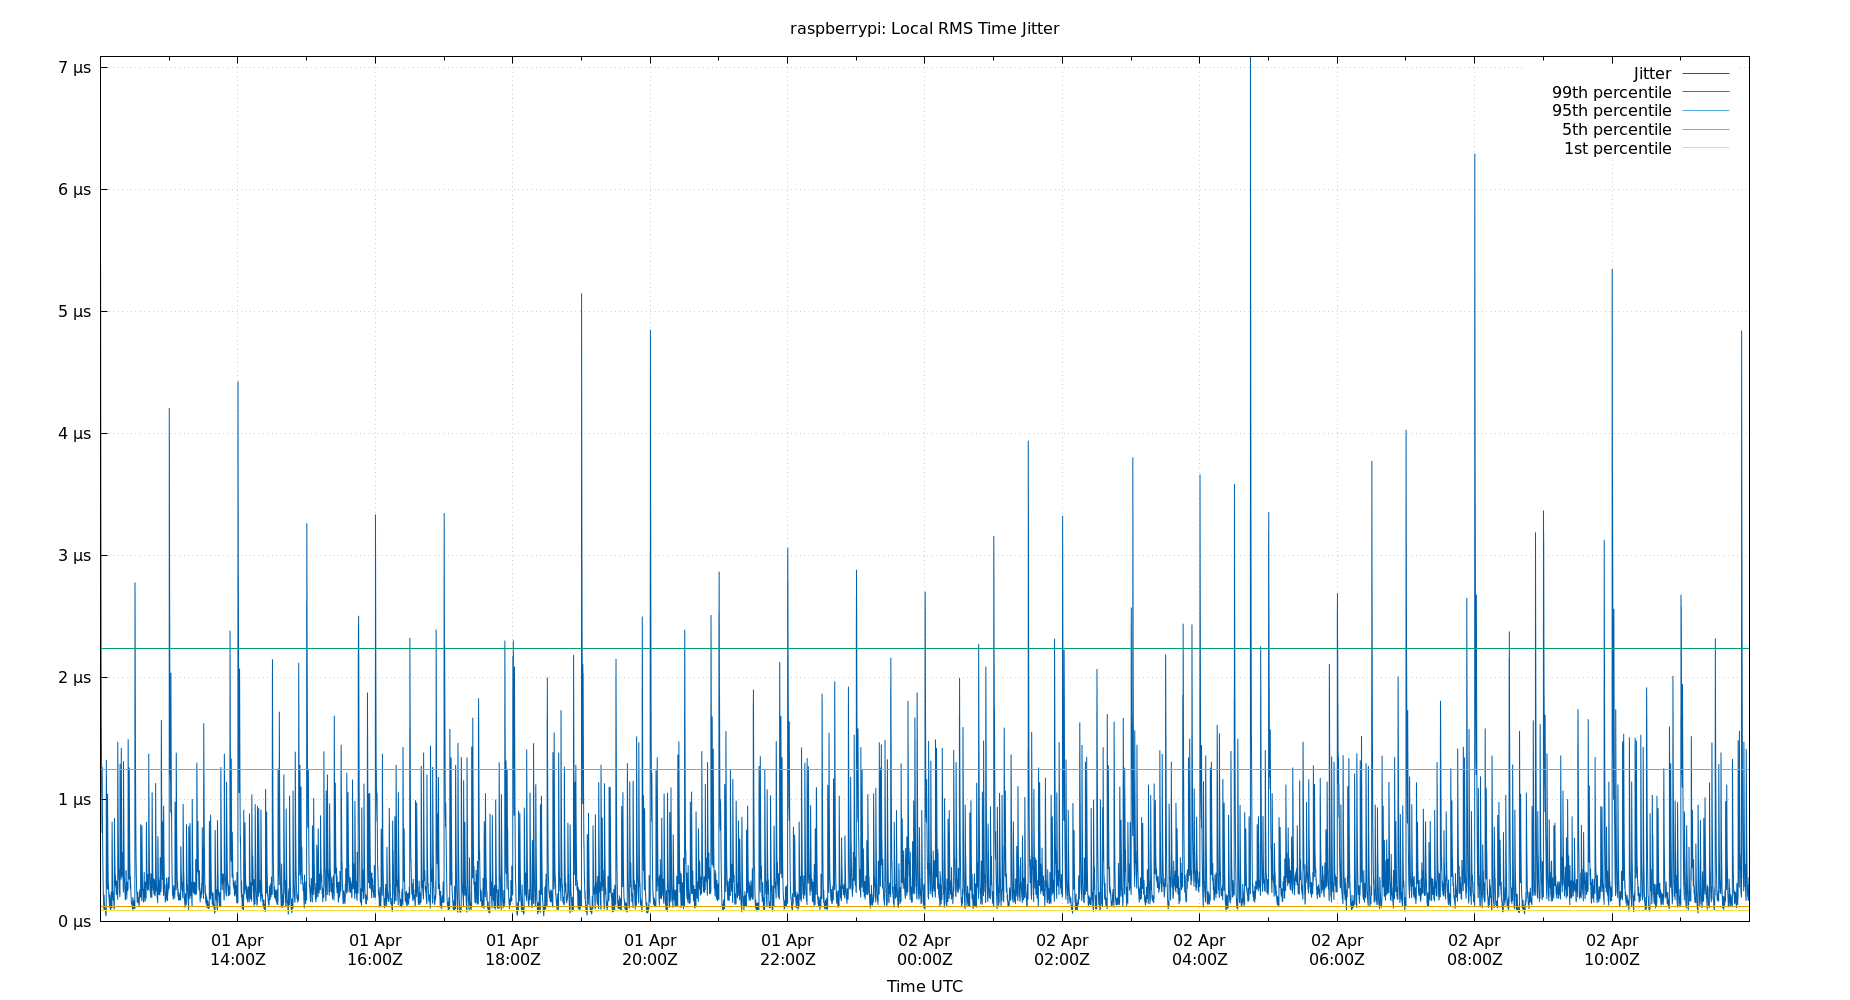 raspberrypi: Local RMS Time Jitter
7 µs
6 µs
5 µs
4 µs
3 µs
2 µs
1 µs
0 µs
Jitter
99th percentile
95th percentile
5th percentile
1st percentile
01 Apr 01 Apr 01 Apr 01 Apr 01 Apr 02 Apr 02 Apr 02 Apr 02 Apr 02 Apr 02 Apr
14:00Z 16:00Z 18:00Z 20:00Z 22:00Z 00:00Z 02:00Z 04:00Z 06:00Z 08:00Z 10:00Z
Time UTC